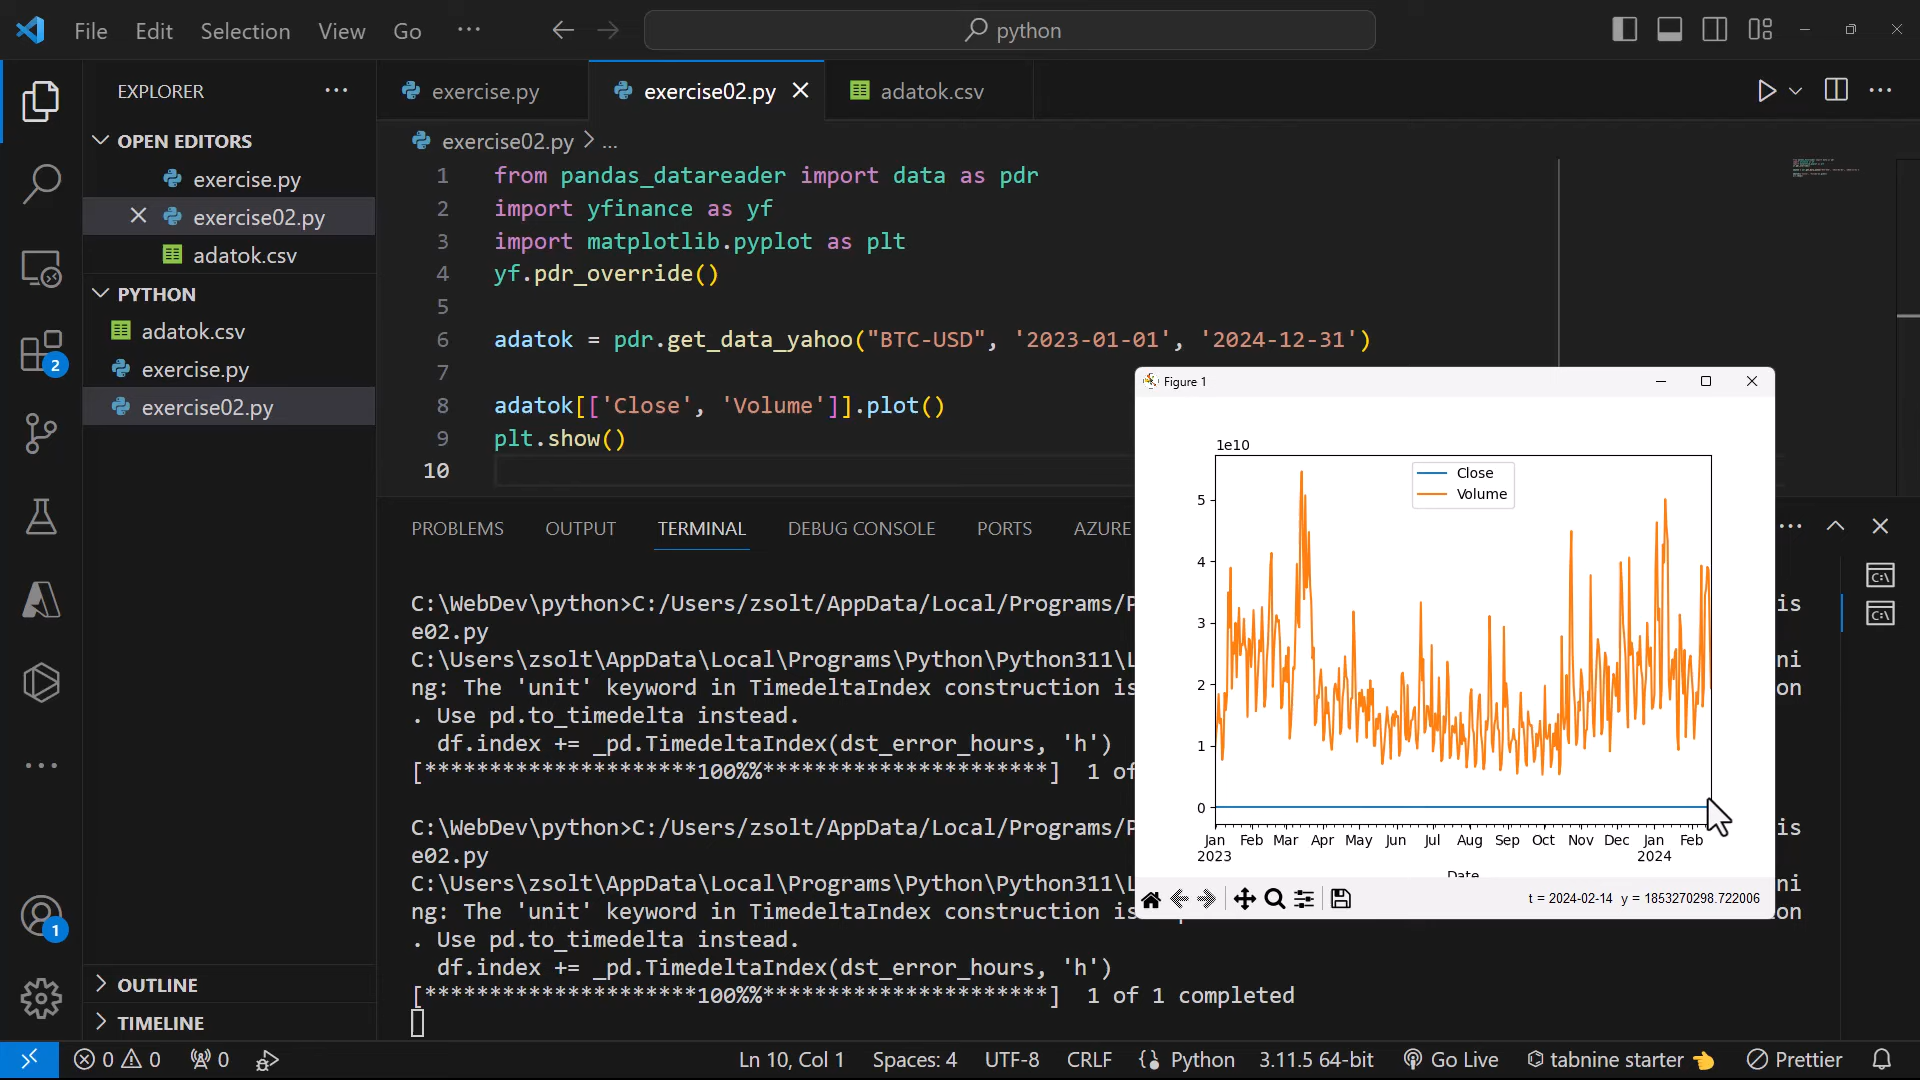 File Edit Selection View Go ...
python
EXPLORER
OPEN EDITORS
exercise.py
exercise02.py
adatok.csv
PYTHON
adatok.csv
exercise.py
exercise02.py
OUTLINE
TIMELINE
2
1
exercise.py exercise02.py adatok.csv
exercise02.py > ...
1 from pandas_datareader import data as pdr
2 import yfinance as yf
3 import matplotlib.pyplot as plt
4 yf.pdr_override()
5
6 adatok = pdr.get_data_yahoo("BTC-USD", '2023-01-01', '2024-12-31')
7
8 adatok[['Close', 'Volume']].plot()
9 plt.show()
10
PROBLEMS OUTPUT TERMINAL DEBUG CONSOLE PORTS AZURE
C:\WebDev\python>C:/Users/zsolt/AppData/Local/Programs/P is
e02.py
C:\Users\zsolt\AppData\Local\Programs\Python\Python311\L ni
ng: The 'unit' keyword in TimedeltaIndex construction is on
. Use pd.to_timedelta instead.
df.index += _pd.TimedeltaIndex(dst_error_hours, 'h')
[*********************100%%**********************] 1 of
C:\WebDev\python>C:/Users/zsolt/AppData/Local/Programs/P is
e02.py
C:\Users\zsolt\AppData\Local\Programs\Python\Python311\L ni
ng: The 'unit' keyword in TimedeltaIndex construction is on
. Use pd.to_timedelta instead.
df.index += _pd.TimedeltaIndex(dst_error_hours, 'h')
[*********************100%%**********************] 1 of 1 completed
Figure 1
1e10
Close
Volume
5
4
3
2
1
0
Jan Feb Mar Apr May Jun Jul Aug Sep Oct Nov Dec Jan Feb
2023 2024
Date
t = 2024-02-14 y = 1853270298.722006
0 0 0 Ln 10, Col 1 Spaces: 4 UTF-8 CRLF Python 3.11.5 64-bit Go Live tabnine starter Prettier